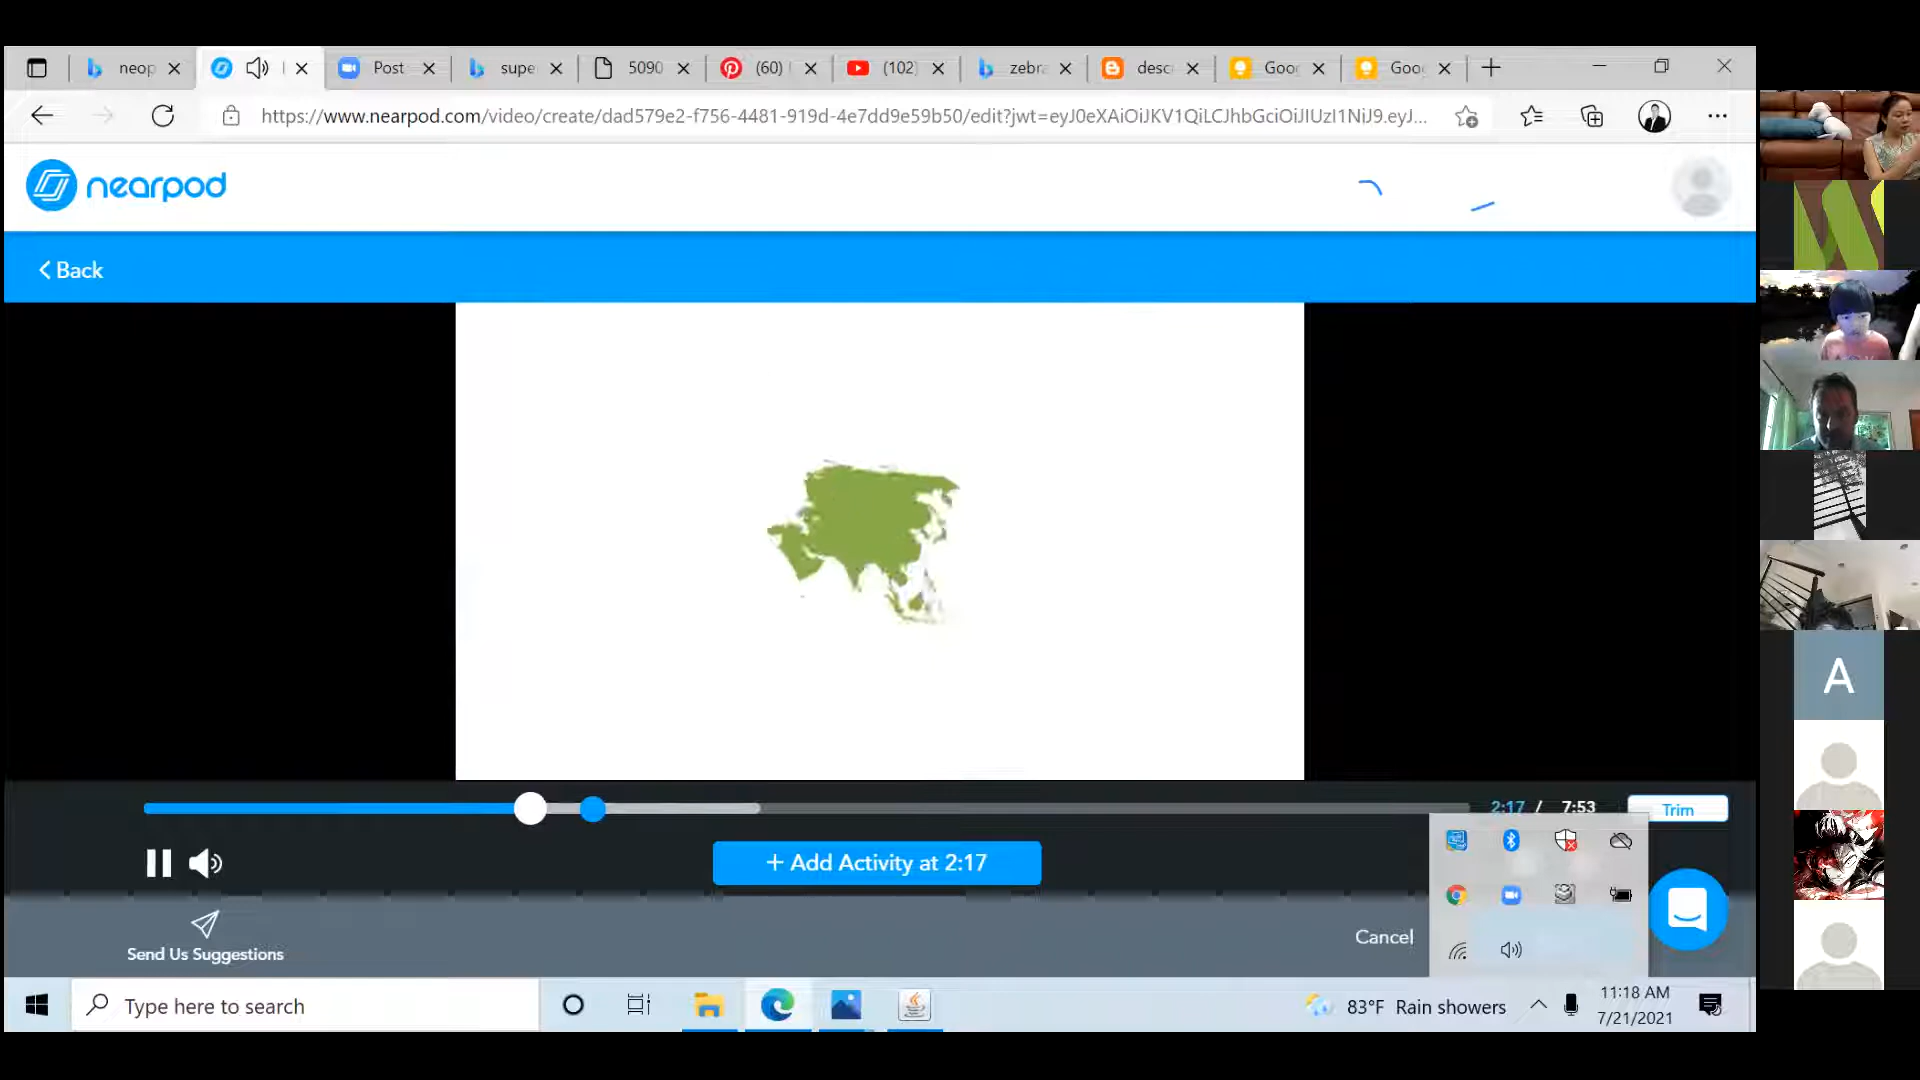 neop
Post
supe
5090
(60)
(102)
zebra
desc
Goo
Goo
https://www.nearpod.com/video/create/dad579e2-f756-4481-919d-4e7dd9e59b50/edit?jwt=eyJ0eXAiOiJKV1QiLCJhbGciOiJIUzI1NiJ9.eyJ...
nearpod
Back
2:17 / 7:53
Trim
+ Add Activity at 2:17
Send Us Suggestions
Cancel
Type here to search
83°F Rain showers
11:18 AM
7/21/2021
A